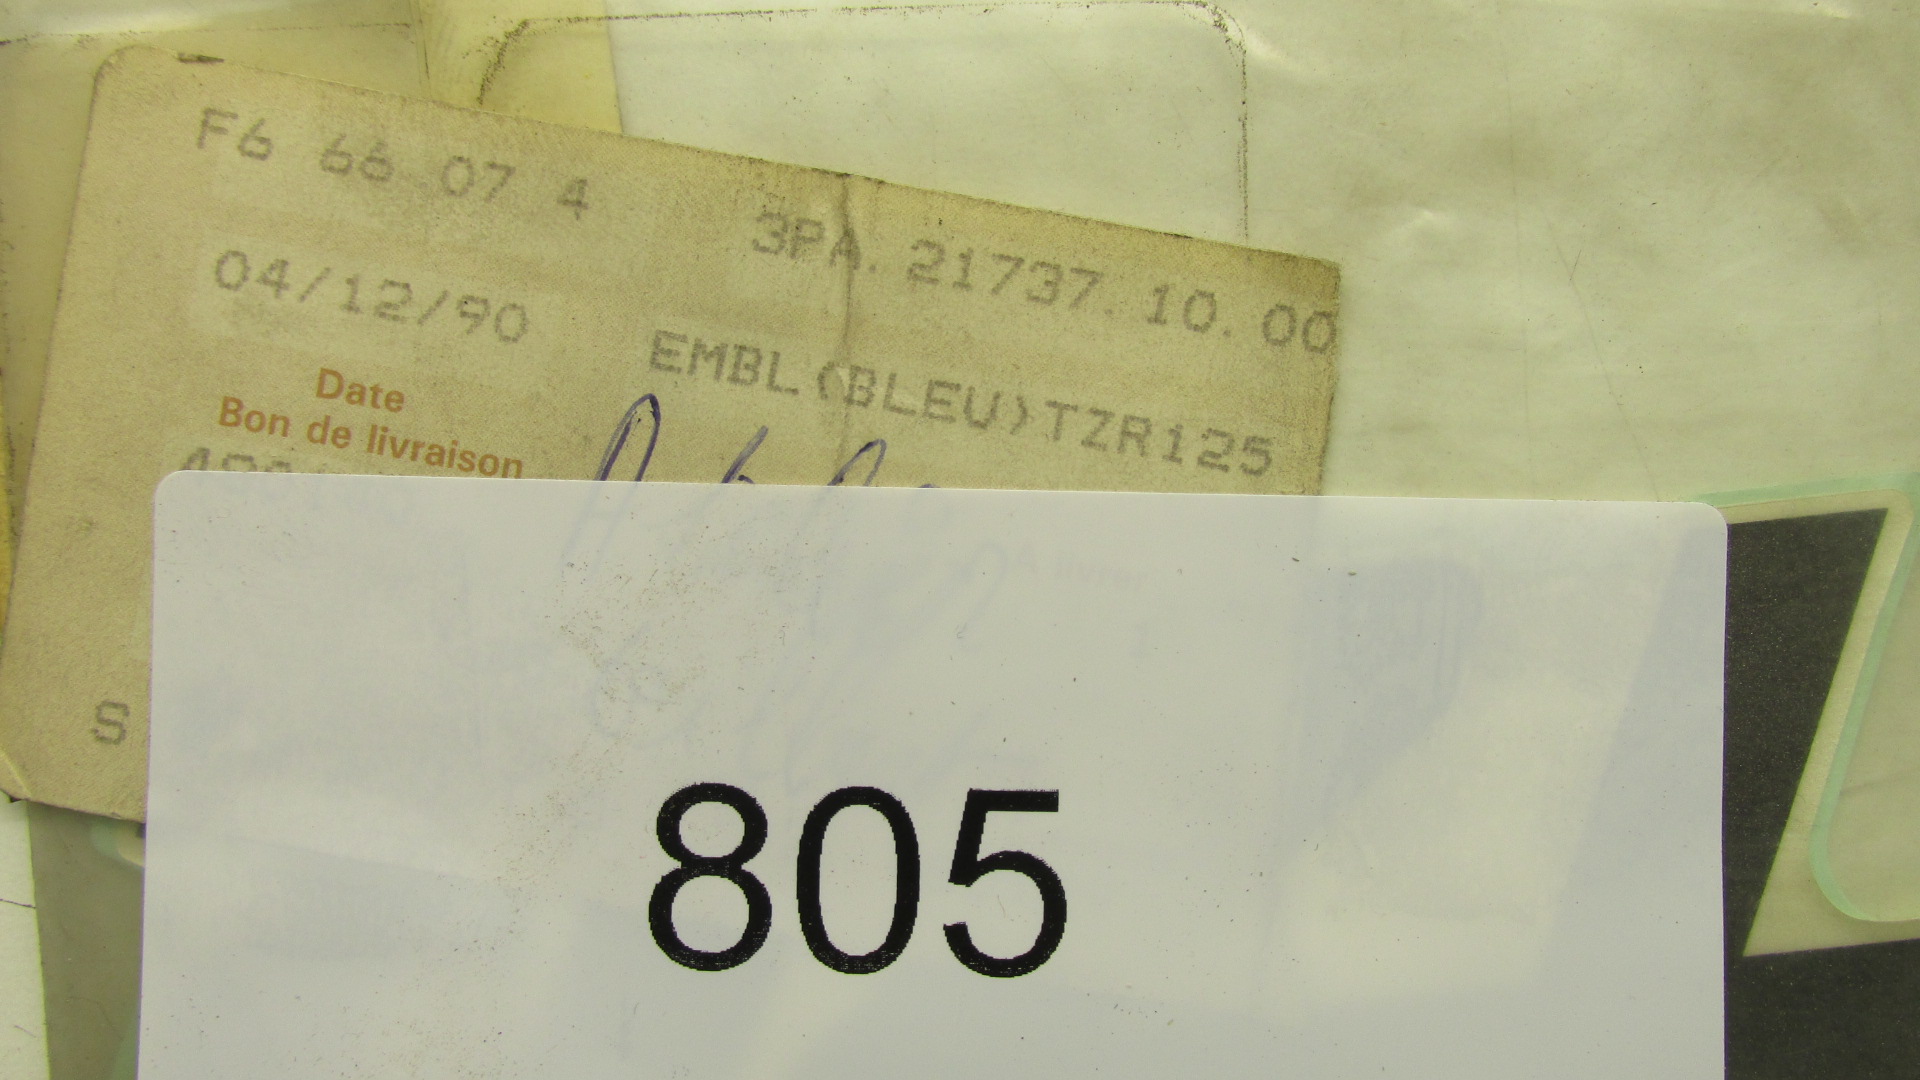 F6 66 07 4
3PA. 21737. 10. 00
04/12/90
EMBL(BLEU)TZR125
Date
Bon de livraison
S
805